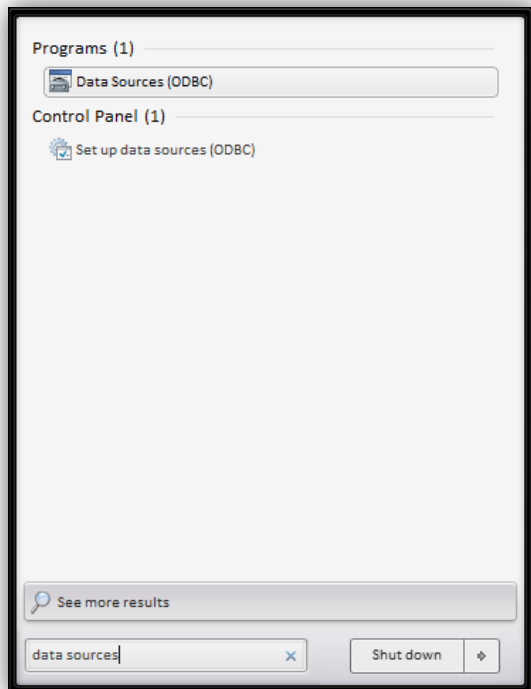 Programs (1)
Data Sources (ODBC)
Control Panel (1)
Set up data sources (ODBC)
See more results
data sources
Shut down